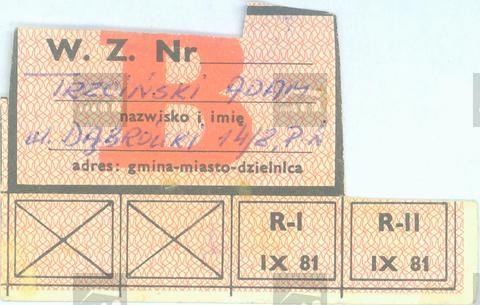 W. Z. Nr
B
TRZCIŃSKI ADAM
nazwisko i imię
ul. DĄBRÓWKI 14/2, P-Ń
adres: gmina-miasto-dzielnica
R-I R-II
IX 81 IX 81